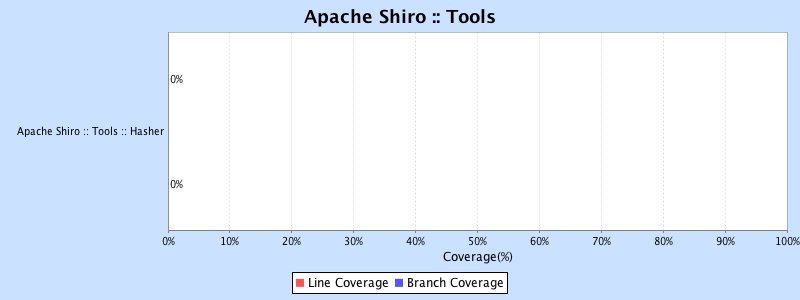 Apache Shiro :: Tools
0%
Apache Shiro :: Tools :: Hasher
0%
0% 10% 20% 30% 40% 50% 60% 70% 80% 90% 100%
Coverage(%)
Line Coverage Branch Coverage